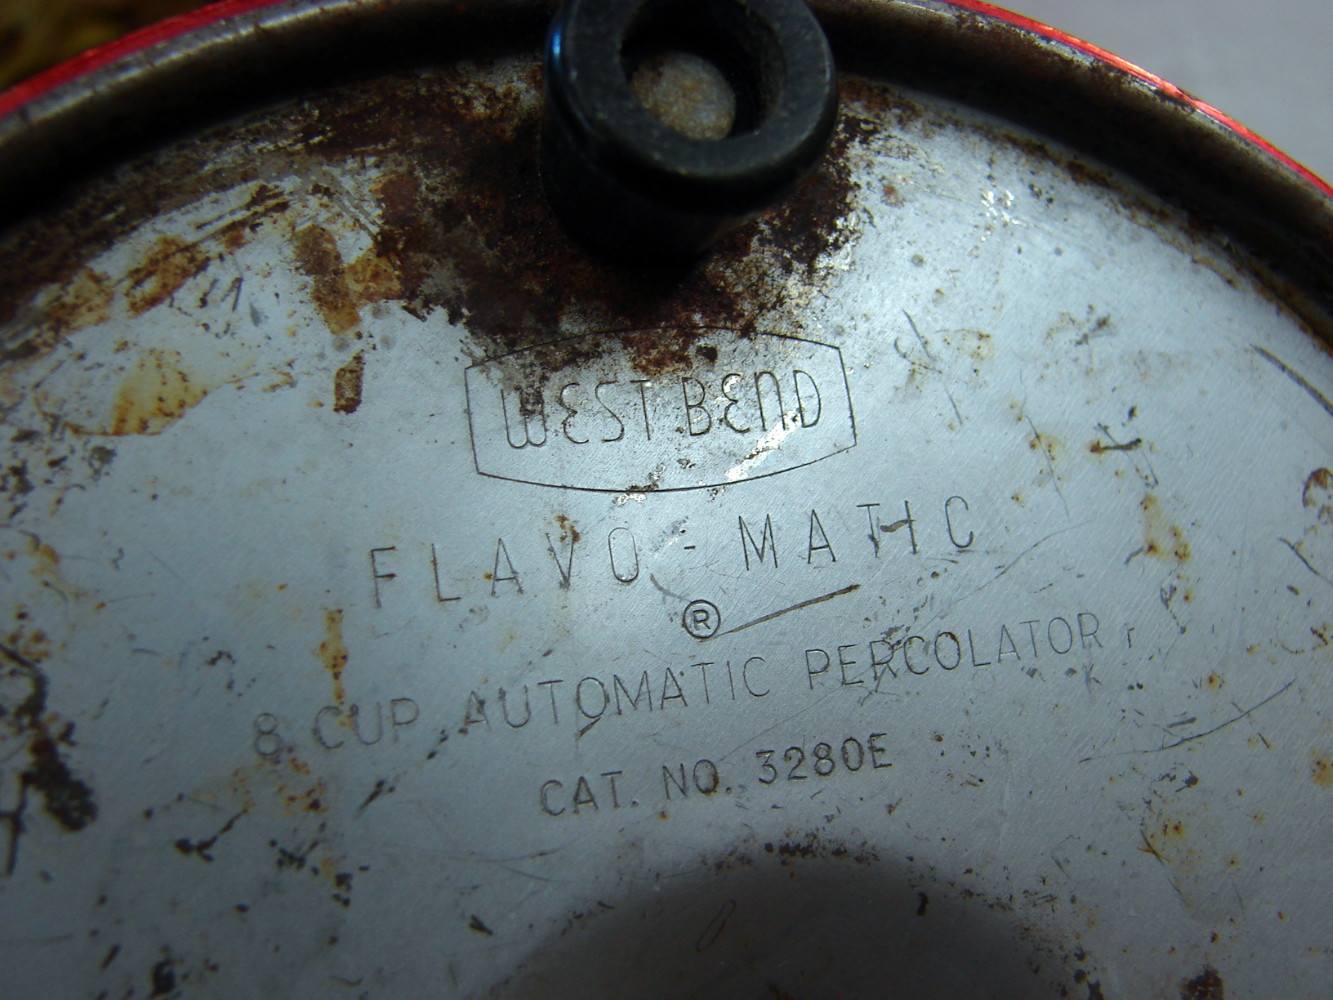 WEST BEND
FLAVO-MATIC
®
8 CUP AUTOMATIC PERCOLATOR
CAT. NO. 3280E